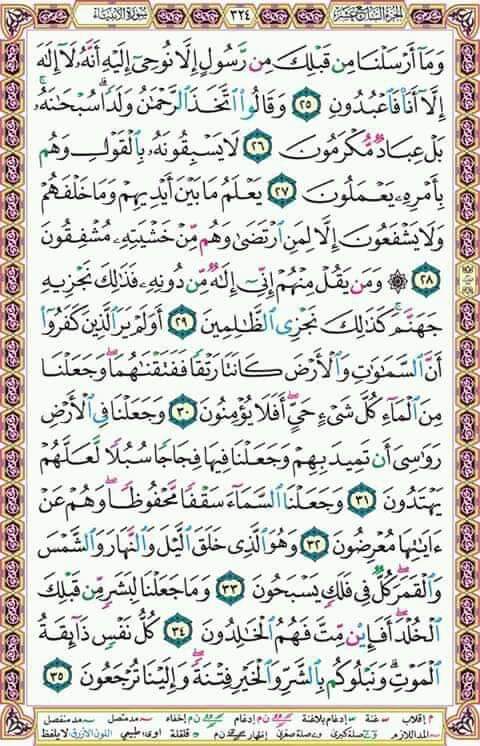 سورة الأنبياء ٣٢٤ الجزء السابع عشر
وَمَآ أَرْسَلْنَا مِن قَبْلِكَ مِن رَّسُولٍ إِلَّا نُوحِىٓ إِلَيْهِ أَنَّهُۥ لَآ إِلَٰهَ
إِلَّآ أَنَا۠ فَٱعْبُدُونِ ٢٥ وَقَالُوا۟ ٱتَّخَذَ ٱلرَّحْمَٰنُ وَلَدًا ۗ سُبْحَٰنَهُۥ ۚ
بَلْ عِبَادٌ مُّكْرَمُونَ ٢٦ لَا يَسْبِقُونَهُۥ بِٱلْقَوْلِ وَهُم
بِأَمْرِهِۦ يَعْمَلُونَ ٢٧ يَعْلَمُ مَا بَيْنَ أَيْدِيهِمْ وَمَا خَلْفَهُمْ
وَلَا يَشْفَعُونَ إِلَّا لِمَنِ ٱرْتَضَىٰ وَهُم مِّنْ خَشْيَتِهِۦ مُشْفِقُونَ
٢٨ ۞ وَمَن يَقُلْ مِنْهُمْ إِنِّىٓ إِلَٰهٌ مِّن دُونِهِۦ فَذَٰلِكَ نَجْزِيهِ
جَهَنَّمَ ۚ كَذَٰلِكَ نَجْزِى ٱلظَّٰلِمِينَ ٢٩ أَوَلَمْ يَرَ ٱلَّذِينَ كَفَرُوٓا۟
أَنَّ ٱلسَّمَٰوَٰتِ وَٱلْأَرْضَ كَانَتَا رَتْقًا فَفَتَقْنَٰهُمَا ۖ وَجَعَلْنَا
مِنَ ٱلْمَآءِ كُلَّ شَىْءٍ حَىٍّ ۖ أَفَلَا يُؤْمِنُونَ ٣٠ وَجَعَلْنَا فِى ٱلْأَرْضِ
رَوَٰسِىَ أَن تَمِيدَ بِهِمْ وَجَعَلْنَا فِيهَا فِجَاجًا سُبُلًا لَّعَلَّهُمْ
يَهْتَدُونَ ٣١ وَجَعَلْنَا ٱلسَّمَآءَ سَقْفًا مَّحْفُوظًا ۖ وَهُمْ عَنْ
ءَايَٰتِهَا مُعْرِضُونَ ٣٢ وَهُوَ ٱلَّذِى خَلَقَ ٱلَّيْلَ وَٱلنَّهَارَ وَٱلشَّمْسَ
وَٱلْقَمَرَ ۖ كُلٌّ فِى فَلَكٍ يَسْبَحُونَ ٣٣ وَمَا جَعَلْنَا لِبَشَرٍ مِّن قَبْلِكَ
ٱلْخُلْدَ ۖ أَفَإِي۟ن مِّتَّ فَهُمُ ٱلْخَٰلِدُونَ ٣٤ كُلُّ نَفْسٍ ذَآئِقَةُ
ٱلْمَوْتِ ۗ وَنَبْلُوكُم بِٱلشَّرِّ وَٱلْخَيْرِ فِتْنَةً ۖ وَإِلَيْنَا تُرْجَعُونَ ٣٥
إقلاب غنة إدغام بلاغنة إدغام إخفاء مد متصل مد منفصل
المد اللازم صلة كبرى صلة صغرى إظهار قلقلة طبيعي اللون الأزرق لا يلفظ